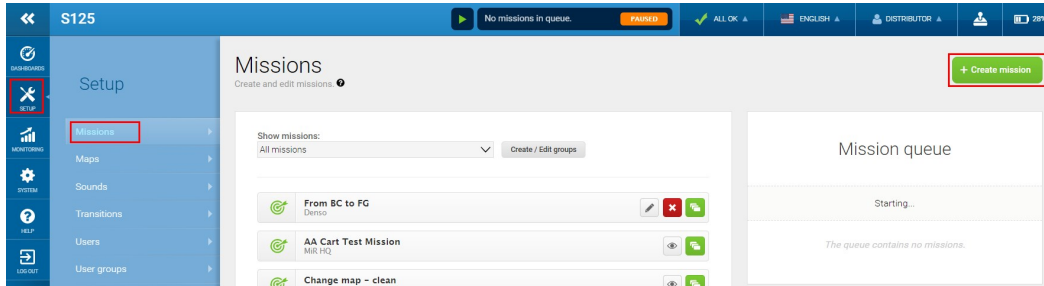 S125
No missions in queue.
PAUSED
ALL OK
ENGLISH
DISTRIBUTOR
28%
DASHBOARDS
SETUP
MONITORING
SYSTEM
HELP
LOG OUT
Setup
Missions
Maps
Sounds
Transitions
Users
User groups
Missions
Create and edit missions. ?
+ Create mission
Show missions:
All missions
Create / Edit groups
From BC to FG
Denso
AA Cart Test Mission
MiR HQ
Change map - clean
Mission queue
Starting...
The queue contains no missions.